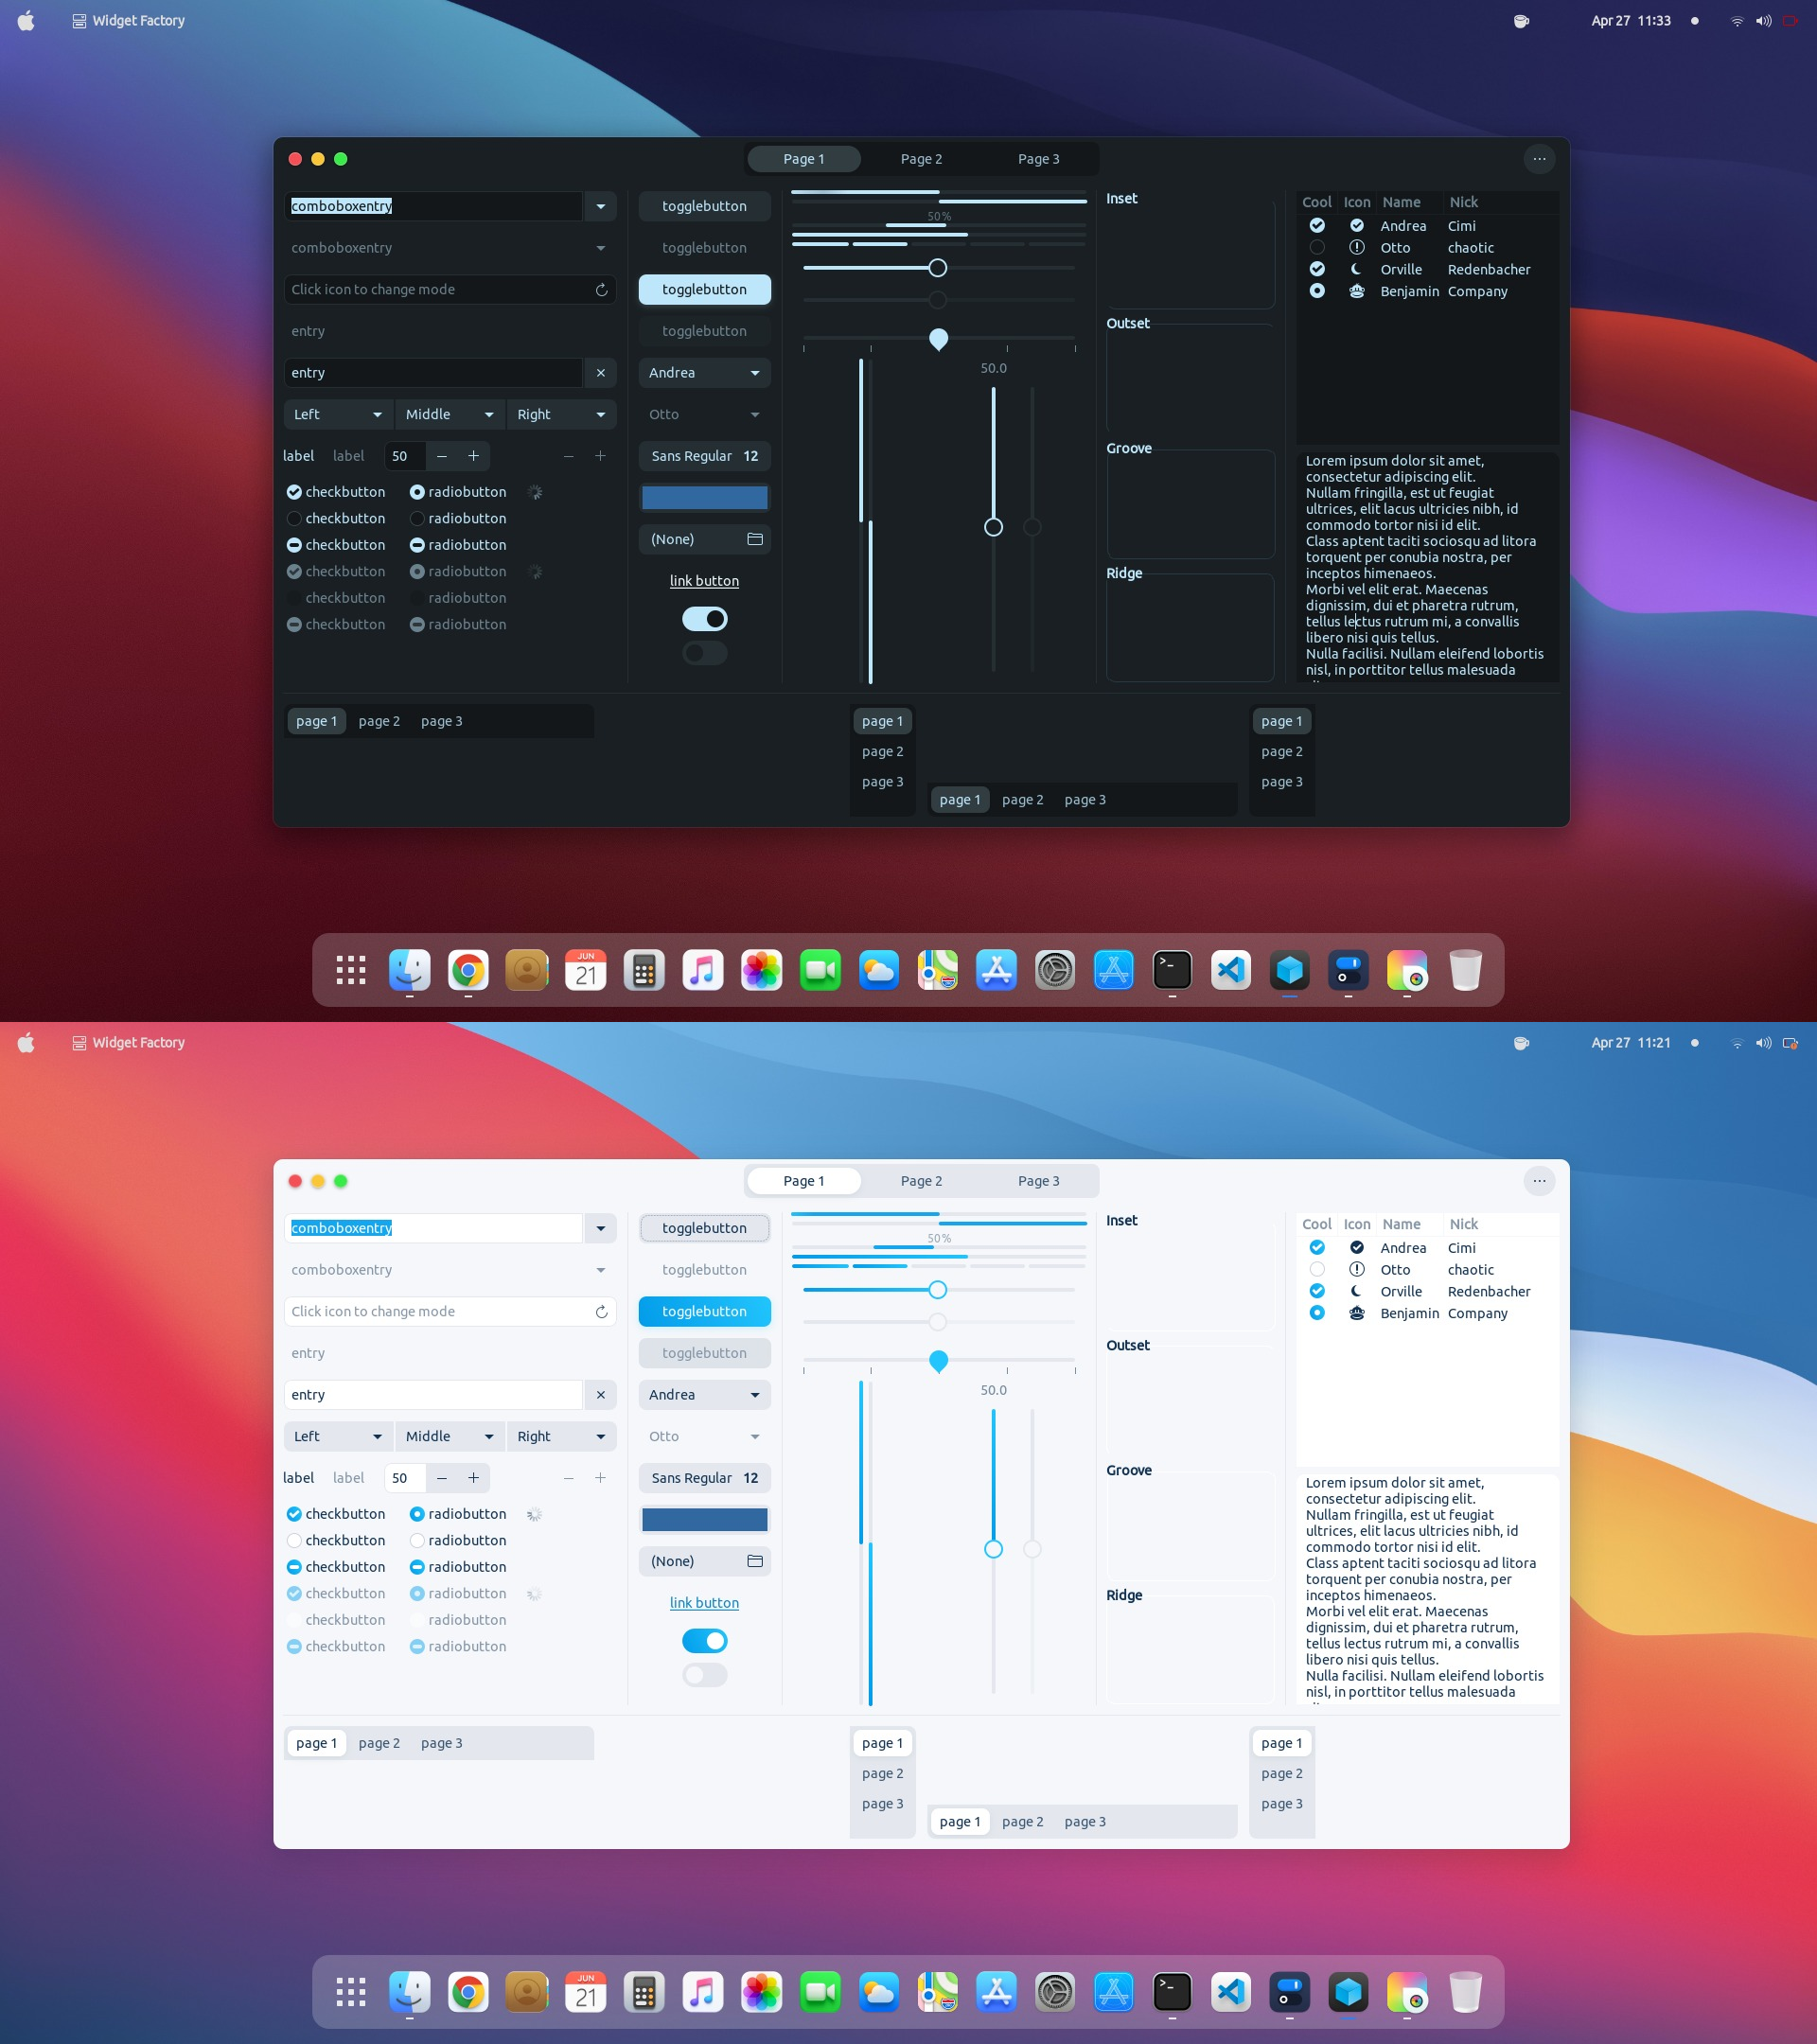 Widget Factory
Apr 27 11:33
Page 1 Page 2 Page 3
comboboxentry
comboboxentry
Click icon to change mode
entry
entry
Left Middle Right
label label 50
checkbutton radiobutton
checkbutton radiobutton
checkbutton radiobutton
checkbutton radiobutton
checkbutton radiobutton
checkbutton radiobutton
togglebutton
togglebutton
togglebutton
togglebutton
Andrea
Otto
Sans Regular 12
(None)
link button
50 %
50.0
Inset
Outset
Groove
Ridge
Cool Icon Name Nick
Andrea Cimi
Otto chaotic
Orville Redenbacher
Benjamin Company
Lorem ipsum dolor sit amet,
consectetur adipiscing elit.
Nullam fringilla, est ut feugiat
ultrices, elit lacus ultricies nibh, id
commodo tortor nisi id elit.
Class aptent taciti sociosqu ad litora
torquent per conubia nostra, per
inceptos himenaeos.
Morbi vel elit erat. Maecenas
dignissim, dui et pharetra rutrum,
tellus lectus rutrum mi, a convallis
libero nisi quis tellus.
Nulla facilisi. Nullam eleifend lobortis
nisl, in porttitor tellus malesuada
page 1 page 2 page 3
page 1
page 2
page 3
page 1 page 2 page 3
page 1
page 2
page 3
JUN
21
>_
Widget Factory
Apr 27 11:21
Page 1 Page 2 Page 3
comboboxentry
comboboxentry
Click icon to change mode
entry
entry
Left Middle Right
label label 50
checkbutton radiobutton
checkbutton radiobutton
checkbutton radiobutton
checkbutton radiobutton
checkbutton radiobutton
checkbutton radiobutton
togglebutton
togglebutton
togglebutton
togglebutton
Andrea
Otto
Sans Regular 12
(None)
link button
50 %
50.0
Inset
Outset
Groove
Ridge
Cool Icon Name Nick
Andrea Cimi
Otto chaotic
Orville Redenbacher
Benjamin Company
Lorem ipsum dolor sit amet,
consectetur adipiscing elit.
Nullam fringilla, est ut feugiat
ultrices, elit lacus ultricies nibh, id
commodo tortor nisi id elit.
Class aptent taciti sociosqu ad litora
torquent per conubia nostra, per
inceptos himenaeos.
Morbi vel elit erat. Maecenas
dignissim, dui et pharetra rutrum,
tellus lectus rutrum mi, a convallis
libero nisi quis tellus.
Nulla facilisi. Nullam eleifend lobortis
nisl, in porttitor tellus malesuada
page 1 page 2 page 3
page 1
page 2
page 3
page 1 page 2 page 3
page 1
page 2
page 3
JUN
21
>_